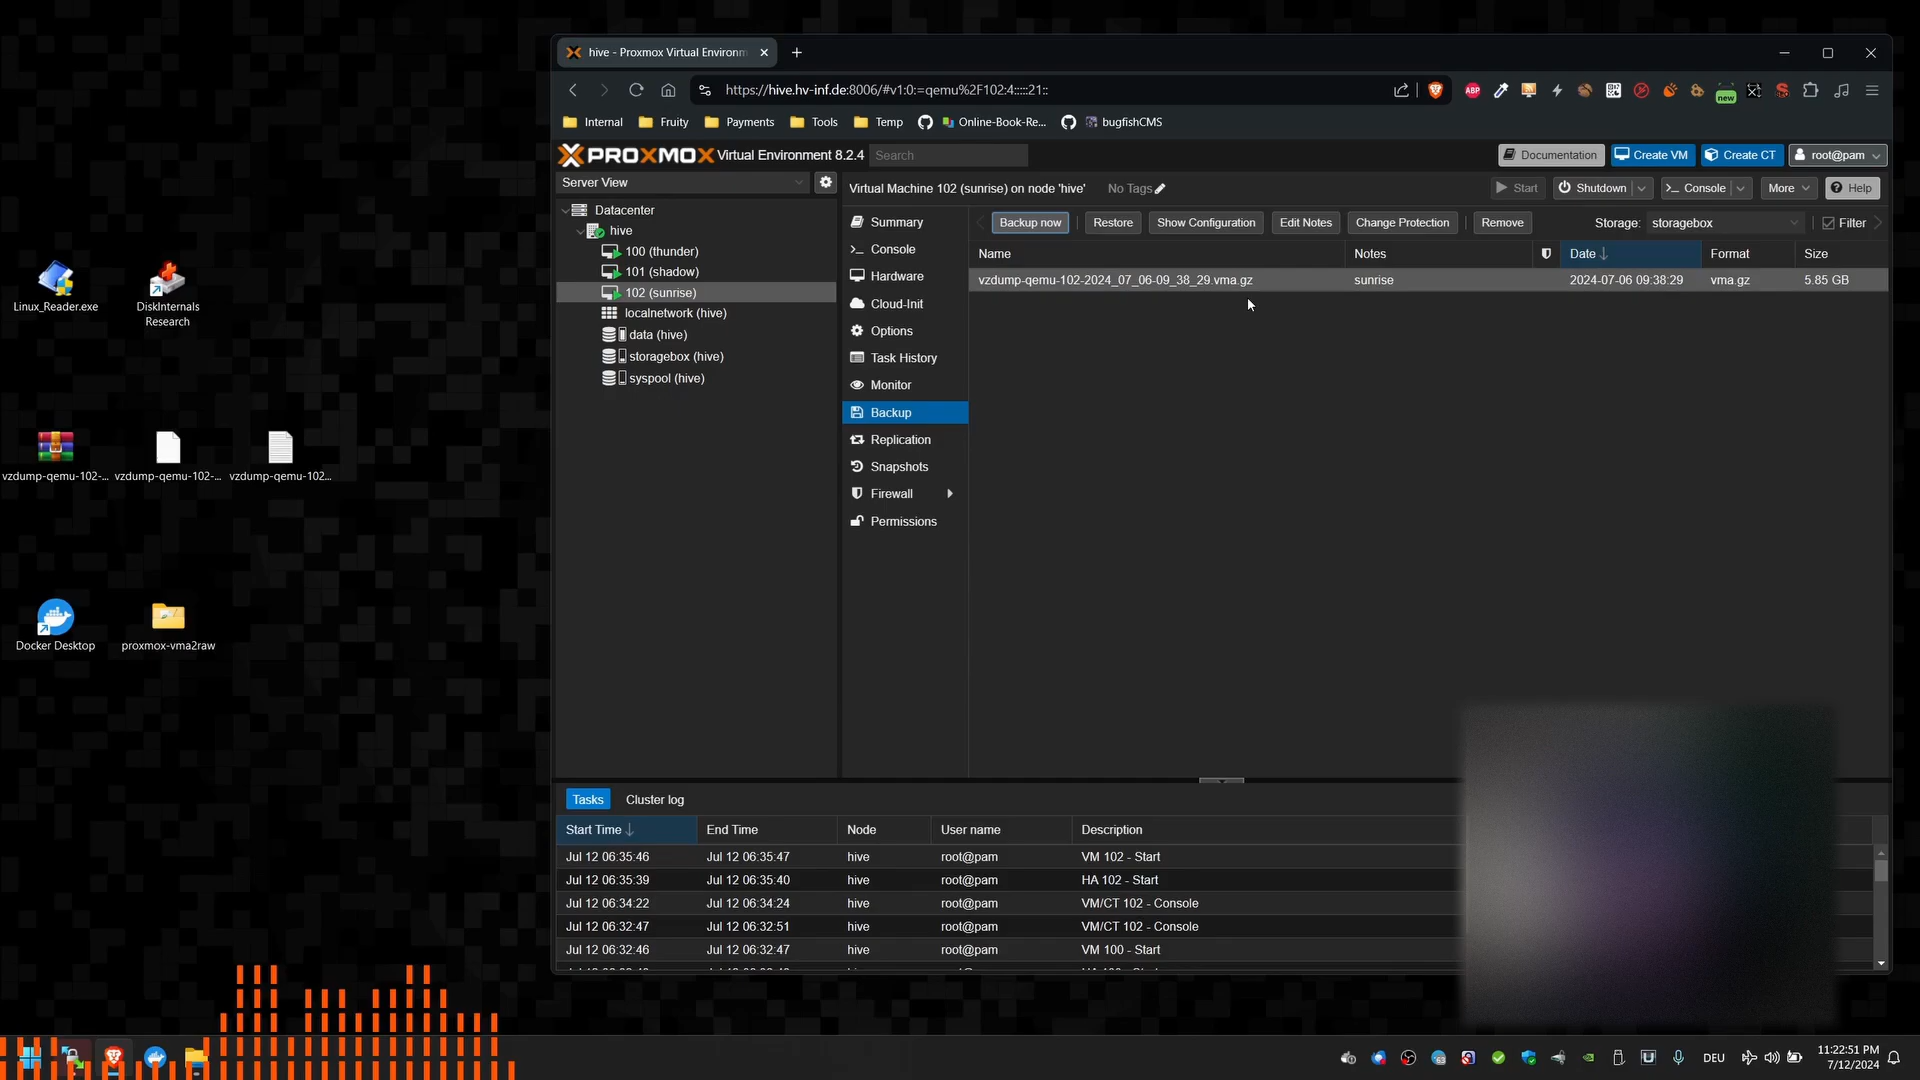 hive - Proxmox Virtual Environm
https://hive.hv-inf.de:8006/#v1:0:=qemu%2F102:4:::::21::
ABP
new
Internal
Fruity
Payments
Tools
Temp
Online-Book-Re...
bugfishCMS
PROXMOX Virtual Environment 8.2.4
Search
Documentation
Create VM
Create CT
root@pam
Server View
Virtual Machine 102 (sunrise) on node 'hive'
No Tags
Start
Shutdown
Console
More
Help
Datacenter
hive
100 (thunder)
101 (shadow)
102 (sunrise)
localnetwork (hive)
data (hive)
storagebox (hive)
syspool (hive)
Summary
Console
Hardware
Cloud-Init
Options
Task History
Monitor
Backup
Replication
Snapshots
Firewall
Permissions
Backup now
Restore
Show Configuration
Edit Notes
Change Protection
Remove
Storage:
storagebox
Filter
Name
Notes
Date
Format
Size
vzdump-qemu-102-2024_07_06-09_38_29.vma.gz
sunrise
2024-07-06 09:38:29
vma.gz
5.85 GB
Linux_Reader.exe
DiskInternals
Research
vzdump-qemu-102-...
vzdump-qemu-102-...
vzdump-qemu-102...
Docker Desktop
proxmox-vma2raw
Tasks
Cluster log
Start Time
End Time
Node
User name
Description
Jul 12 06:35:46
Jul 12 06:35:47
hive
root@pam
VM 102 - Start
Jul 12 06:35:39
Jul 12 06:35:40
hive
root@pam
HA 102 - Start
Jul 12 06:34:22
Jul 12 06:34:24
hive
root@pam
VM/CT 102 - Console
Jul 12 06:32:47
Jul 12 06:32:51
hive
root@pam
VM/CT 102 - Console
Jul 12 06:32:46
Jul 12 06:32:47
hive
root@pam
VM 100 - Start
DEU
11:22:51 PM
7/12/2024